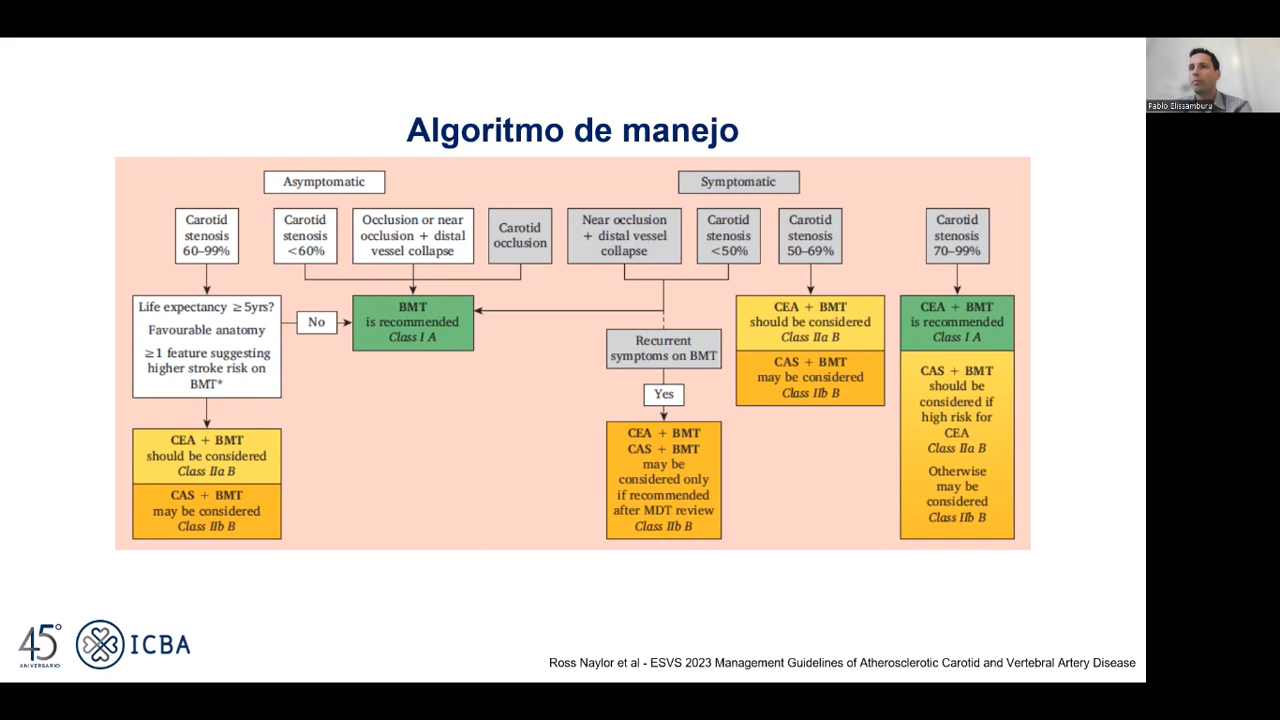 Pablo Elissamburu
Algoritmo de manejo
Asymptomatic
Symptomatic
Carotid
stenosis
60–99%
Carotid
stenosis
<60%
Occlusion or near
occlusion + distal
vessel collapse
Carotid
occlusion
Near occlusion
+ distal vessel
collapse
Carotid
stenosis
<50%
Carotid
stenosis
50–69%
Carotid
stenosis
70–99%
Life expectancy ≥5yrs?
Favourable anatomy
≥1 feature suggesting
higher stroke risk on
BMT*
No
BMT
is recommended
Class I A
Recurrent
symptoms on BMT
Yes
CEA + BMT
should be considered
Class IIa B
CAS + BMT
may be considered
Class IIb B
CEA + BMT
CAS + BMT
may be
considered only
if recommended
after MDT review
Class IIb B
CEA + BMT
should be considered
Class IIa B
CAS + BMT
may be considered
Class IIb B
CEA + BMT
is recommended
Class I A
CAS + BMT
should be
considered if
high risk for
CEA
Class IIa B
Otherwise
may be
considered
Class IIb B
45°
ANIVERSARIO
ICBA
Ross Naylor et al - ESVS 2023 Management Guidelines of Atherosclerotic Carotid and Vertebral Artery Disease